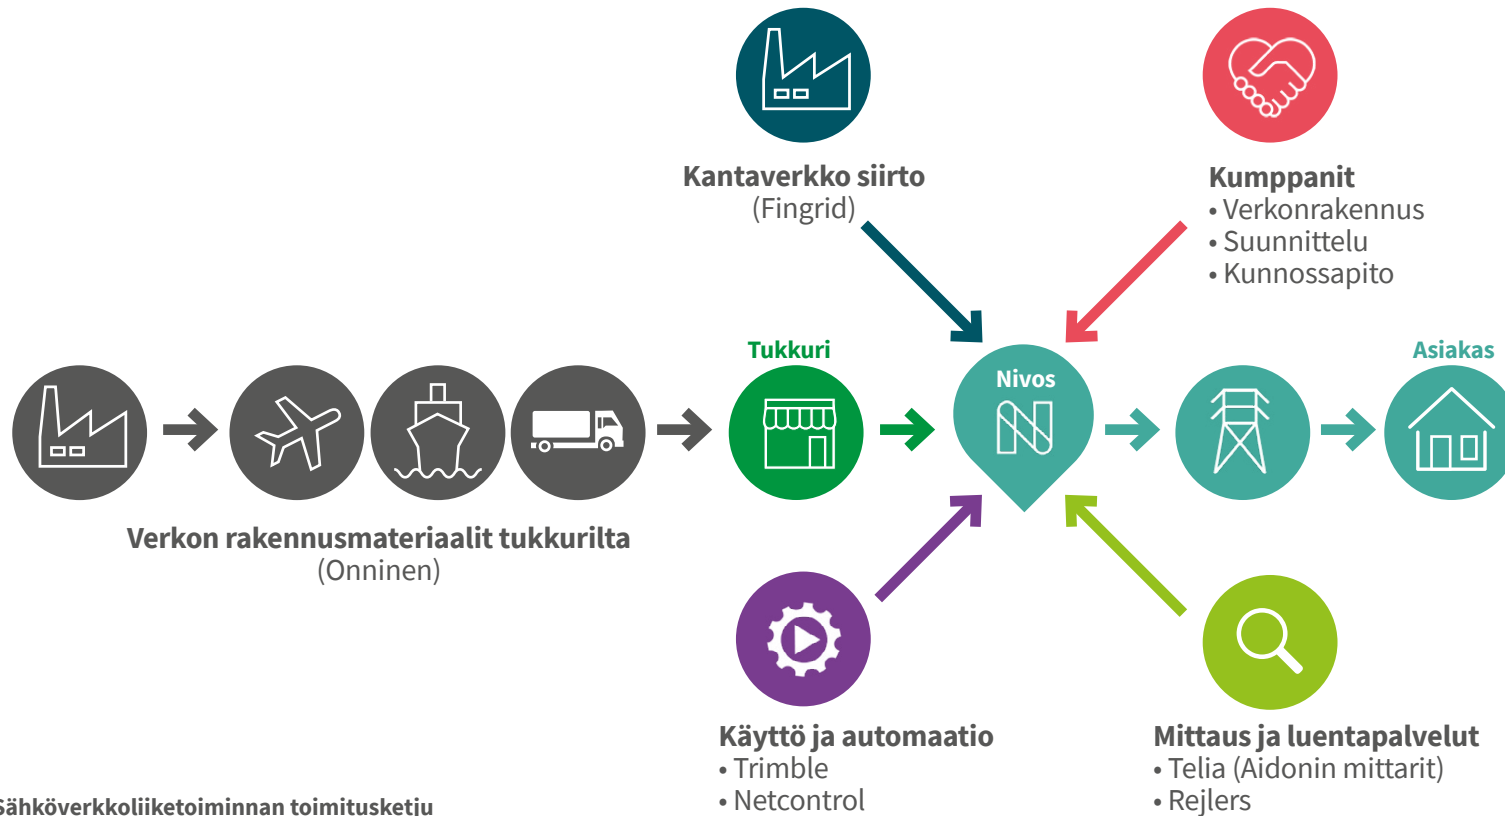 Kantaverkko siirto
(Fingrid)
Kumppanit
• Verkonrakennus
• Suunnittelu
• Kunnossapito
Tukkuri
Nivos
Asiakas
Verkon rakennusmateriaalit tukkurilta
(Onninen)
Käyttö ja automaatio
• Trimble
• Netcontrol
Mittaus ja luentapalvelut
• Telia (Aidonin mittarit)
• Rejlers
Sähköverkkoliiketoiminnan toimitusketju